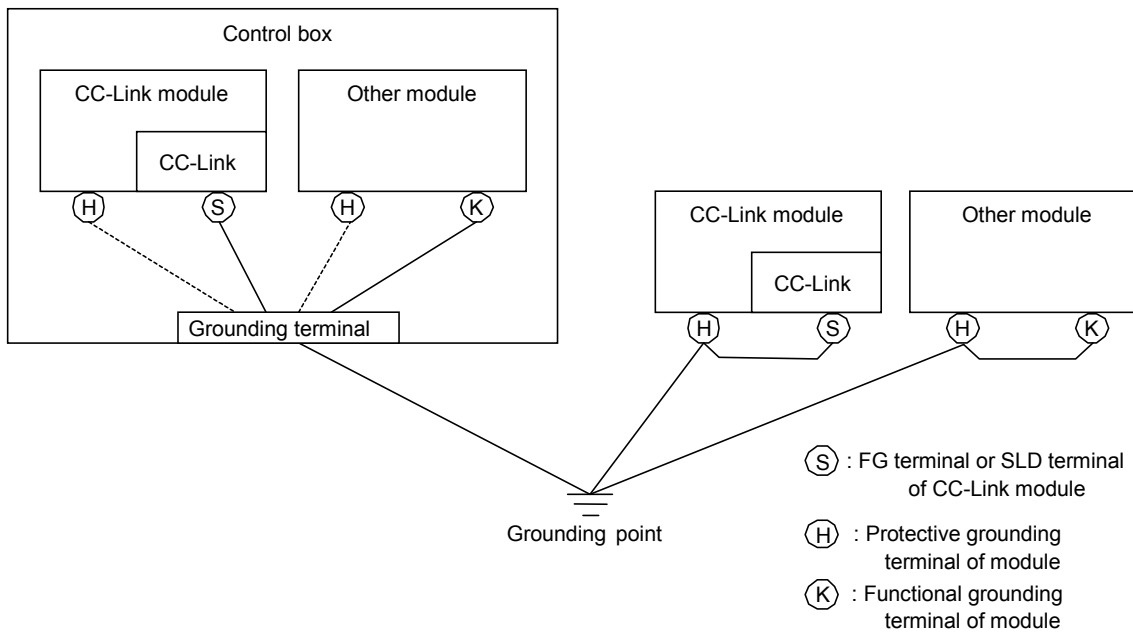 Control box
CC-Link module
Other module
CC-Link
H
S
H
K
Grounding terminal
CC-Link module
Other module
CC-Link
H
S
H
K
Grounding point
S : FG terminal or SLD terminal
of CC-Link module
H : Protective grounding
terminal of module
K : Functional grounding
terminal of module